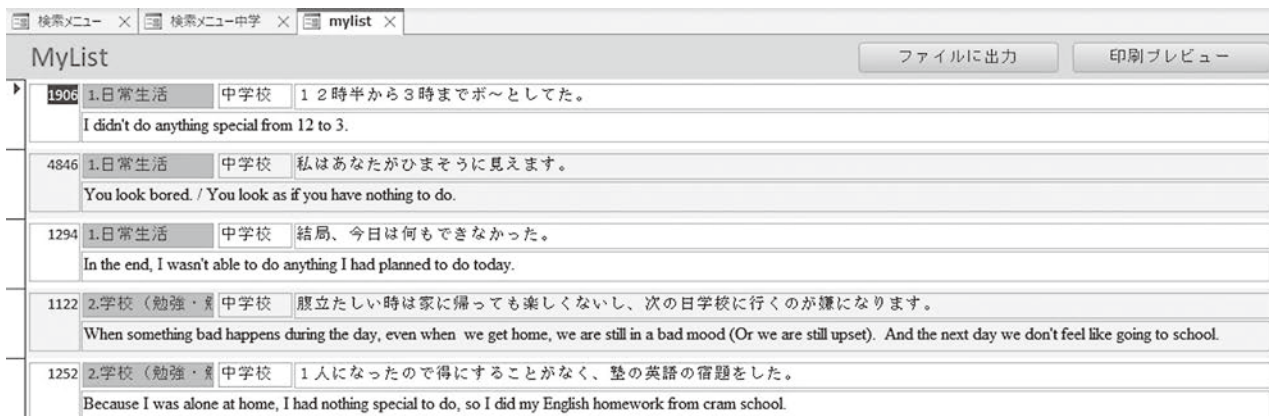 検索メニュー 検索メニュー中学 mylist
MyList ファイルに出力 印刷プレビュー
1906 1.日常生活 中学校 12時半から3時までボ~としてた。
I didn't do anything special from 12 to 3.
4846 1.日常生活 中学校 私はあなたがひまそうに見えます。
You look bored. / You look as if you have nothing to do.
1294 1.日常生活 中学校 結局、今日は何もできなかった。
In the end, I wasn't able to do anything I had planned to do today.
1122 2.学校(勉強・ 中学校 腹立たしい時は家に帰っても楽しくないし、次の日学校に行くのが嫌になります。
When something bad happens during the day, even when we get home, we are still in a bad mood (Or we are still upset). And the next day we don't feel like going to school.
1252 2.学校(勉強・ 中学校 1人になったので得にすることがなく、塾の英語の宿題をした。
Because I was alone at home, I had nothing special to do, so I did my English homework from cram school.